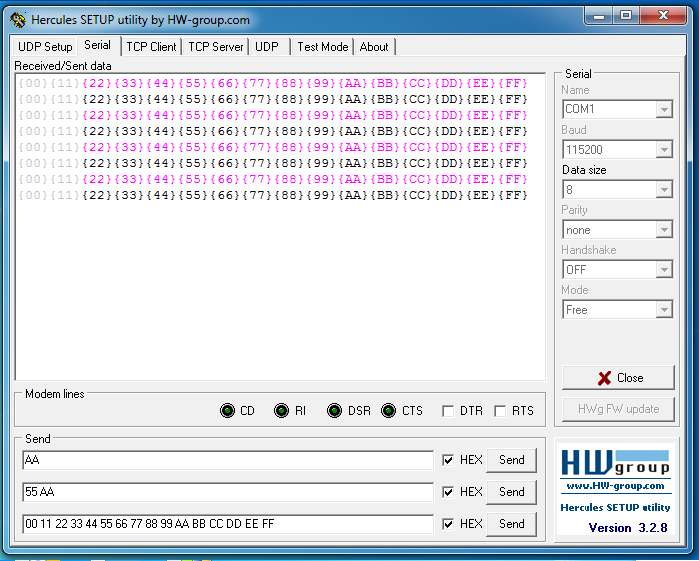 Hercules SETUP utility by HW-group.com
UDP Setup Serial TCP Client TCP Server UDP Test Mode About
Received/Sent data
{00}{11}{22}{33}{44}{55}{66}{77}{88}{99}{AA}{BB}{CC}{DD}{EE}{FF}
{00}{11}{22}{33}{44}{55}{66}{77}{88}{99}{AA}{BB}{CC}{DD}{EE}{FF}
{00}{11}{22}{33}{44}{55}{66}{77}{88}{99}{AA}{BB}{CC}{DD}{EE}{FF}
{00}{11}{22}{33}{44}{55}{66}{77}{88}{99}{AA}{BB}{CC}{DD}{EE}{FF}
{00}{11}{22}{33}{44}{55}{66}{77}{88}{99}{AA}{BB}{CC}{DD}{EE}{FF}
{00}{11}{22}{33}{44}{55}{66}{77}{88}{99}{AA}{BB}{CC}{DD}{EE}{FF}
{00}{11}{22}{33}{44}{55}{66}{77}{88}{99}{AA}{BB}{CC}{DD}{EE}{FF}
{00}{11}{22}{33}{44}{55}{66}{77}{88}{99}{AA}{BB}{CC}{DD}{EE}{FF}
Serial
Name
COM1
Baud
115200
Data size
8
Parity
none
Handshake
OFF
Mode
Free
Close
HWg FW update
Modem lines
CD RI DSR CTS DTR RTS
Send
AA HEX Send
55 AA HEX Send
00 11 22 33 44 55 66 77 88 99 AA BB CC DD EE FF HEX Send
HWgroup
www.HW-group.com
Hercules SETUP utility
Version 3.2.8